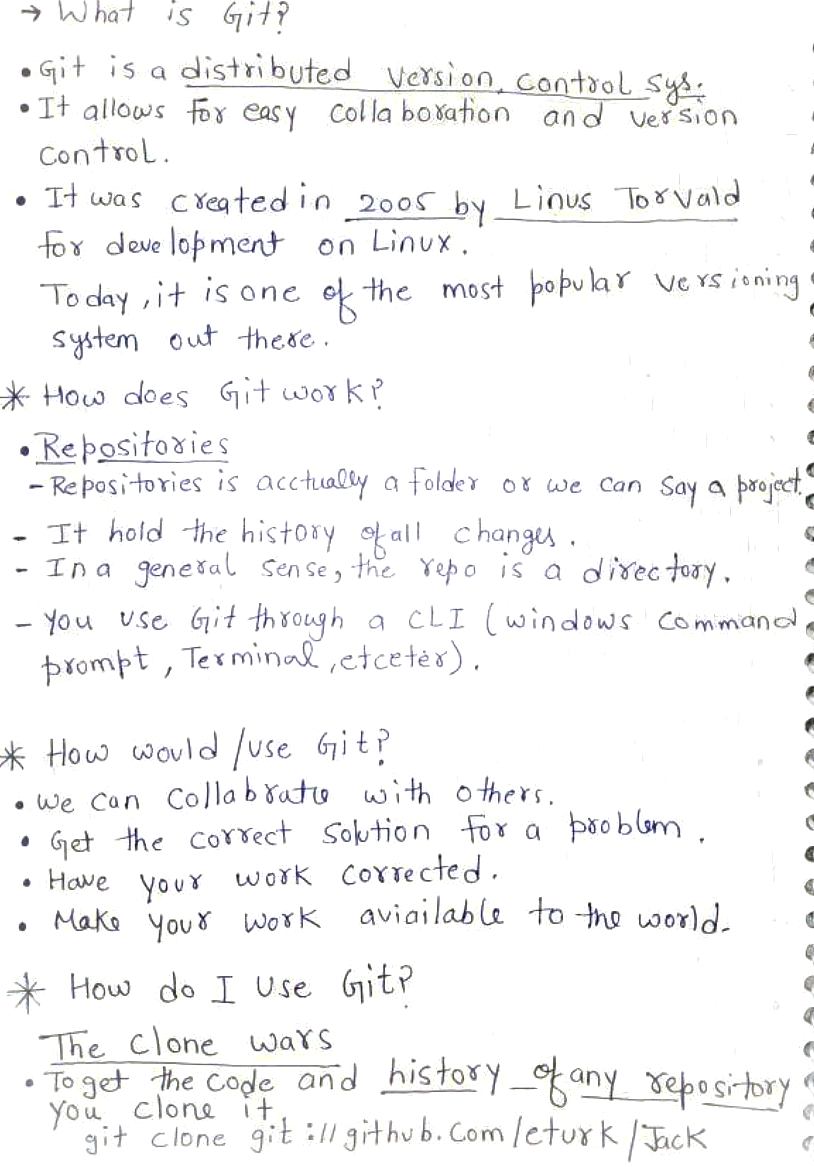 → What is Git?
• Git is a distributed version control sys.
• It allows for easy collaboration and version
control.
• It was created in 2005 by Linus Torvald
for development on Linux.
Today, it is one of the most popular versioning
system out there.
* How does Git work?
• Repositories
- Repositories is acctually a folder or we can say a project.
- It hold the history of all changes.
- In a general sense, the repo is a directory.
- You use Git through a CLI (windows command
prompt, Terminal, etceter).
* How would /use Git?
• We can collabrate with others.
• Get the correct solution for a problem.
• Have your work corrected.
• Make your work aviailable to the world.
* How do I use Git?
The Clone wars
• To get the code and history of any repository
you clone it
git clone git://github.com/eturk/Jack